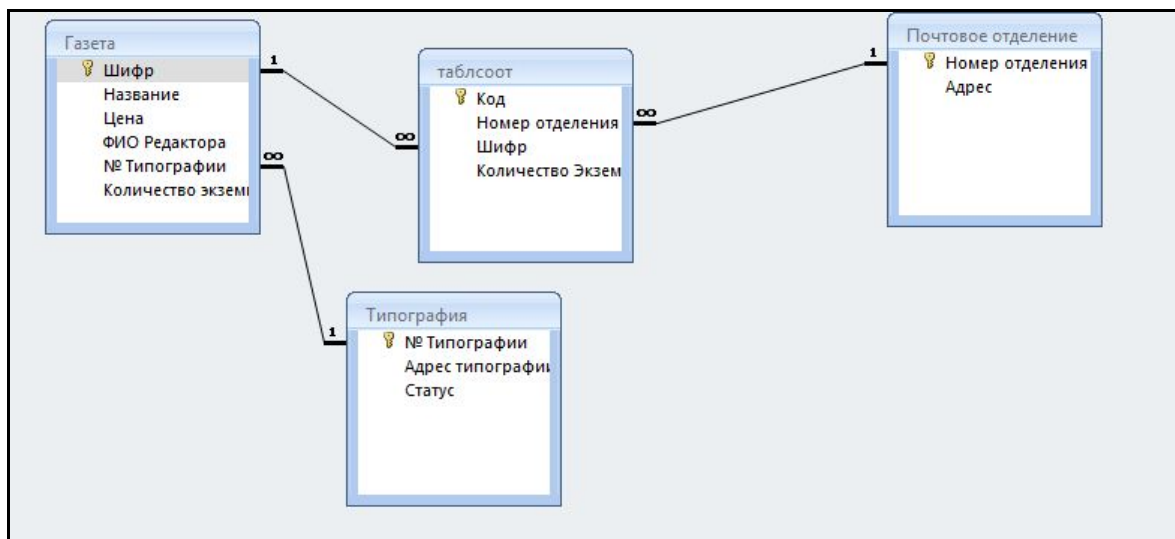 Газета
Шифр
Название
Цена
ФИО Редактора
№ Типографии
Количество экземı
1
∞
∞
1
таблсоот
Код
Номер отделения
Шифр
Количество Экзем
∞
1
Почтовое отделение
Номер отделения
Адрес
Типография
№ Типографии
Адрес типографии
Статус